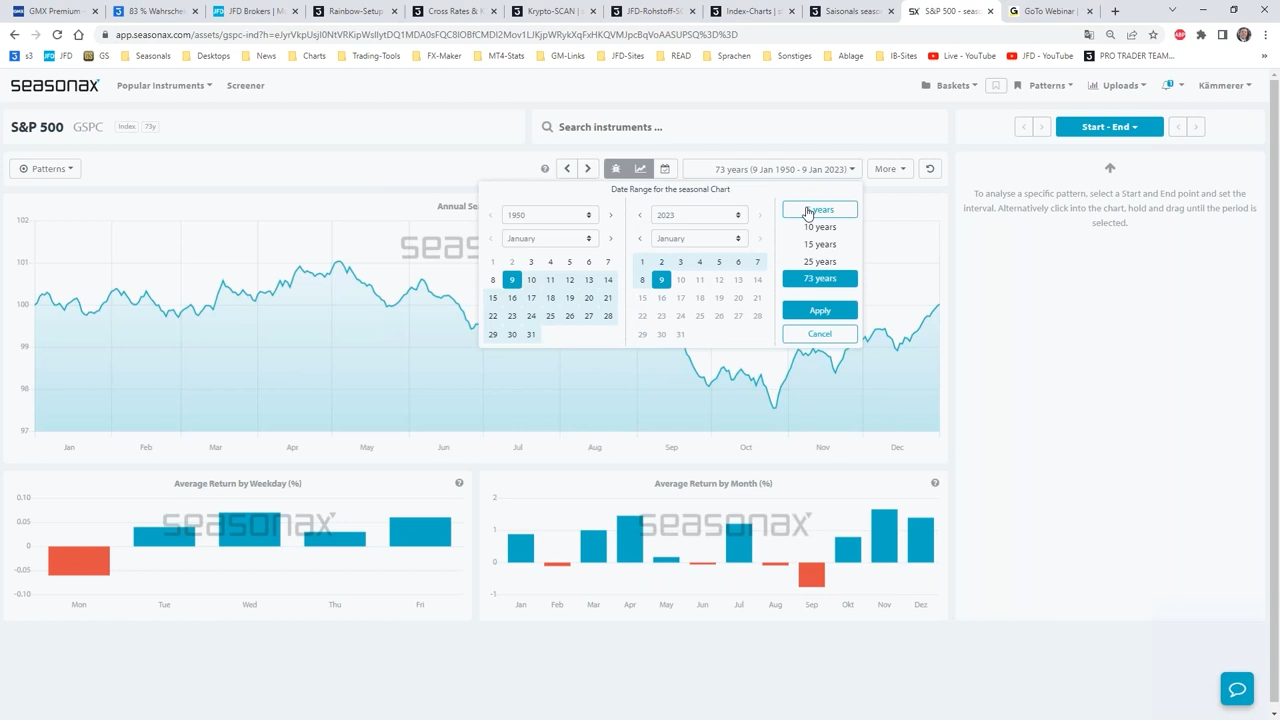 GMX Premium
83 % Wahrsche
JFD Brokers | M
Rainbow-Setup
Cross Rates & K
Krypto-SCAN |
JFD-Rohstoff-SC
Index-Charts |
Saisonals seaso
S&P 500 - seaso
GoTo Webinar |
app.seasonax.com/assets/gspc-ind?h=
s3 JFD GS Seasonals Desktops News Charts Trading-Tools FX-Maker MT4-Stats GM-Links JFD-Sites READ Sprachen Sonstiges Ablage IB-Sites Live - YouTube JFD - YouTube PRO TRADER TEAM... »
seasonax Popular Instruments Screener Baskets Patterns Uploads Kämmerer
S&P 500 GSPC Index 73y
Search instruments ...
Start - End
Patterns
73 years (9 Jan 1950 - 9 Jan 2023)
More
To analyse a specific pattern, select a Start and End point and set the
interval. Alternatively click into the chart, hold and drag until the period is
selected.
Date Range for the seasonal Chart
1950
January
1 2 3 4 5 6 7
8 9 10 11 12 13 14
15 16 17 18 19 20 21
22 23 24 25 26 27 28
29 30 31
2023
January
1 2 3 4 5 6 7
8 9 10 11 12 13 14
15 16 17 18 19 20 21
22 23 24 25 26 27 28
29 30 31
years
10 years
15 years
25 years
73 years
Apply
Cancel
Annual Sea
102
101
100
99
98
97
Jan Feb Mar Apr May Jun Jul Aug Sep Oct Nov Dec
Average Return by Weekday (%)
seasonax
0.10
0.05
0
-0.05
-0.10
Mon Tue Wed Thu Fri
Average Return by Month (%)
seasonax
2
1
0
-1
Jan Feb Mar Apr May Jun Jul Aug Sep Okt Nov Dez